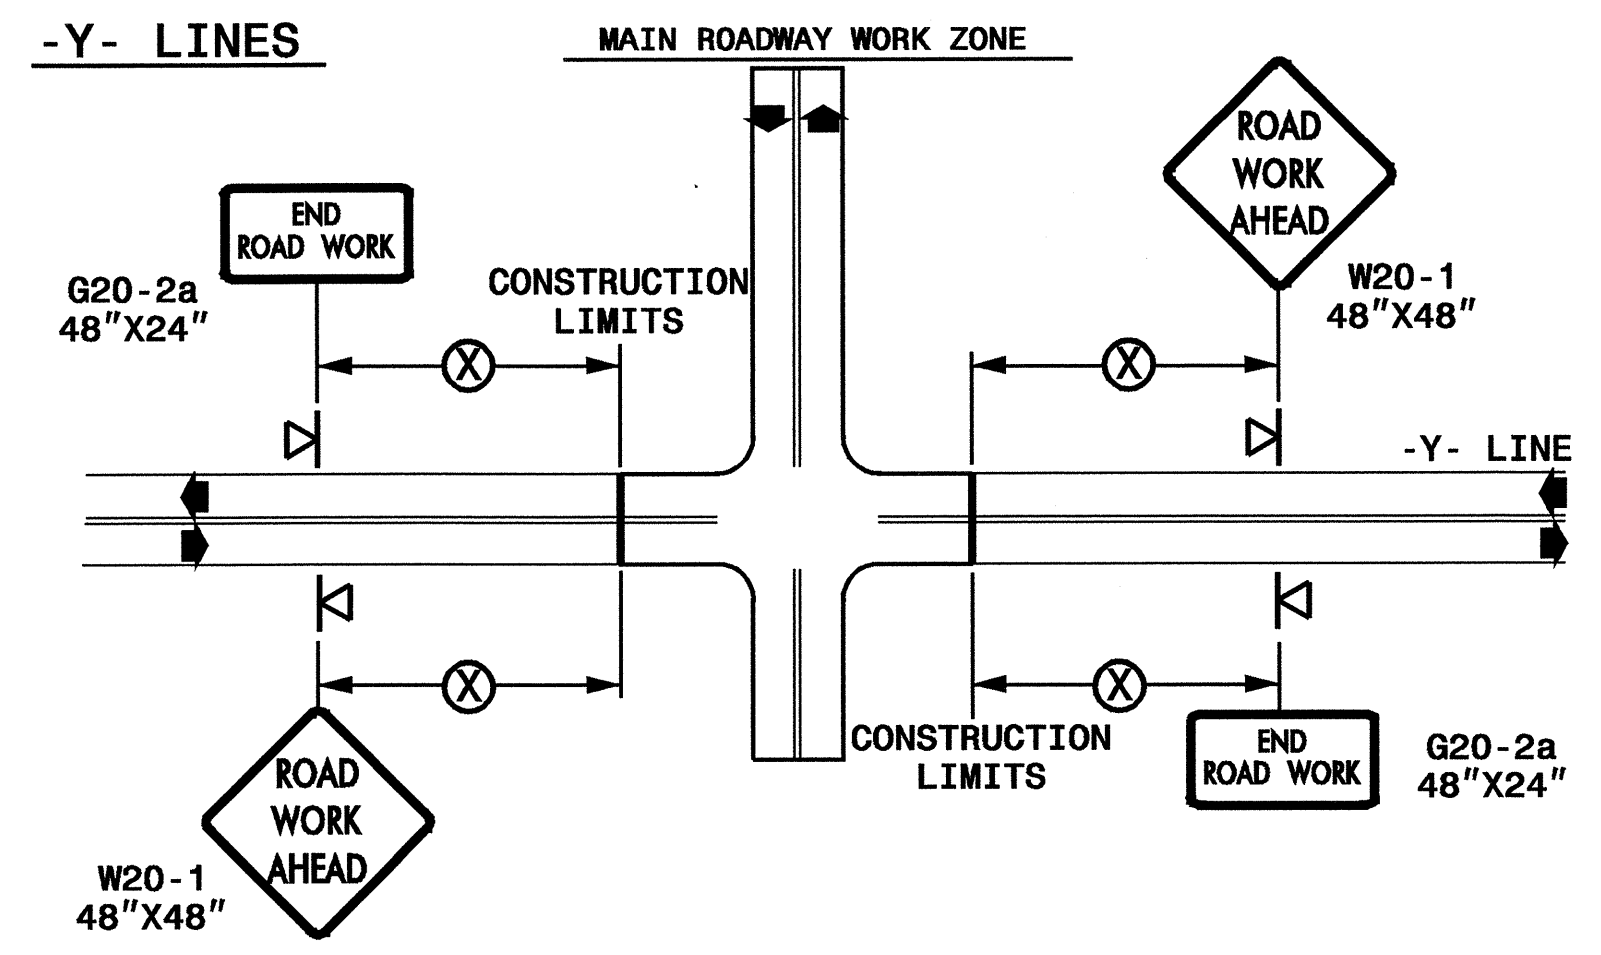 -Y- LINES
MAIN ROADWAY WORK ZONE
ROAD
WORK
AHEAD
W20-1
48"X48"
END
ROAD WORK
G20-2a
48"X24"
CONSTRUCTION
LIMITS
X
X
-Y- LINE
X
X
CONSTRUCTION
LIMITS
END
ROAD WORK
G20-2a
48"X24"
ROAD
WORK
AHEAD
W20-1
48"X48"